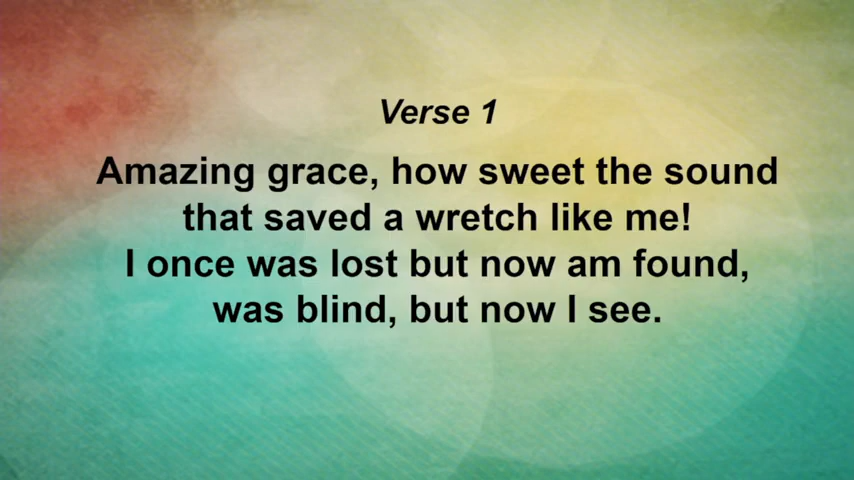 Verse 1
Amazing grace, how sweet the sound
that saved a wretch like me!
I once was lost but now am found,
was blind, but now I see.